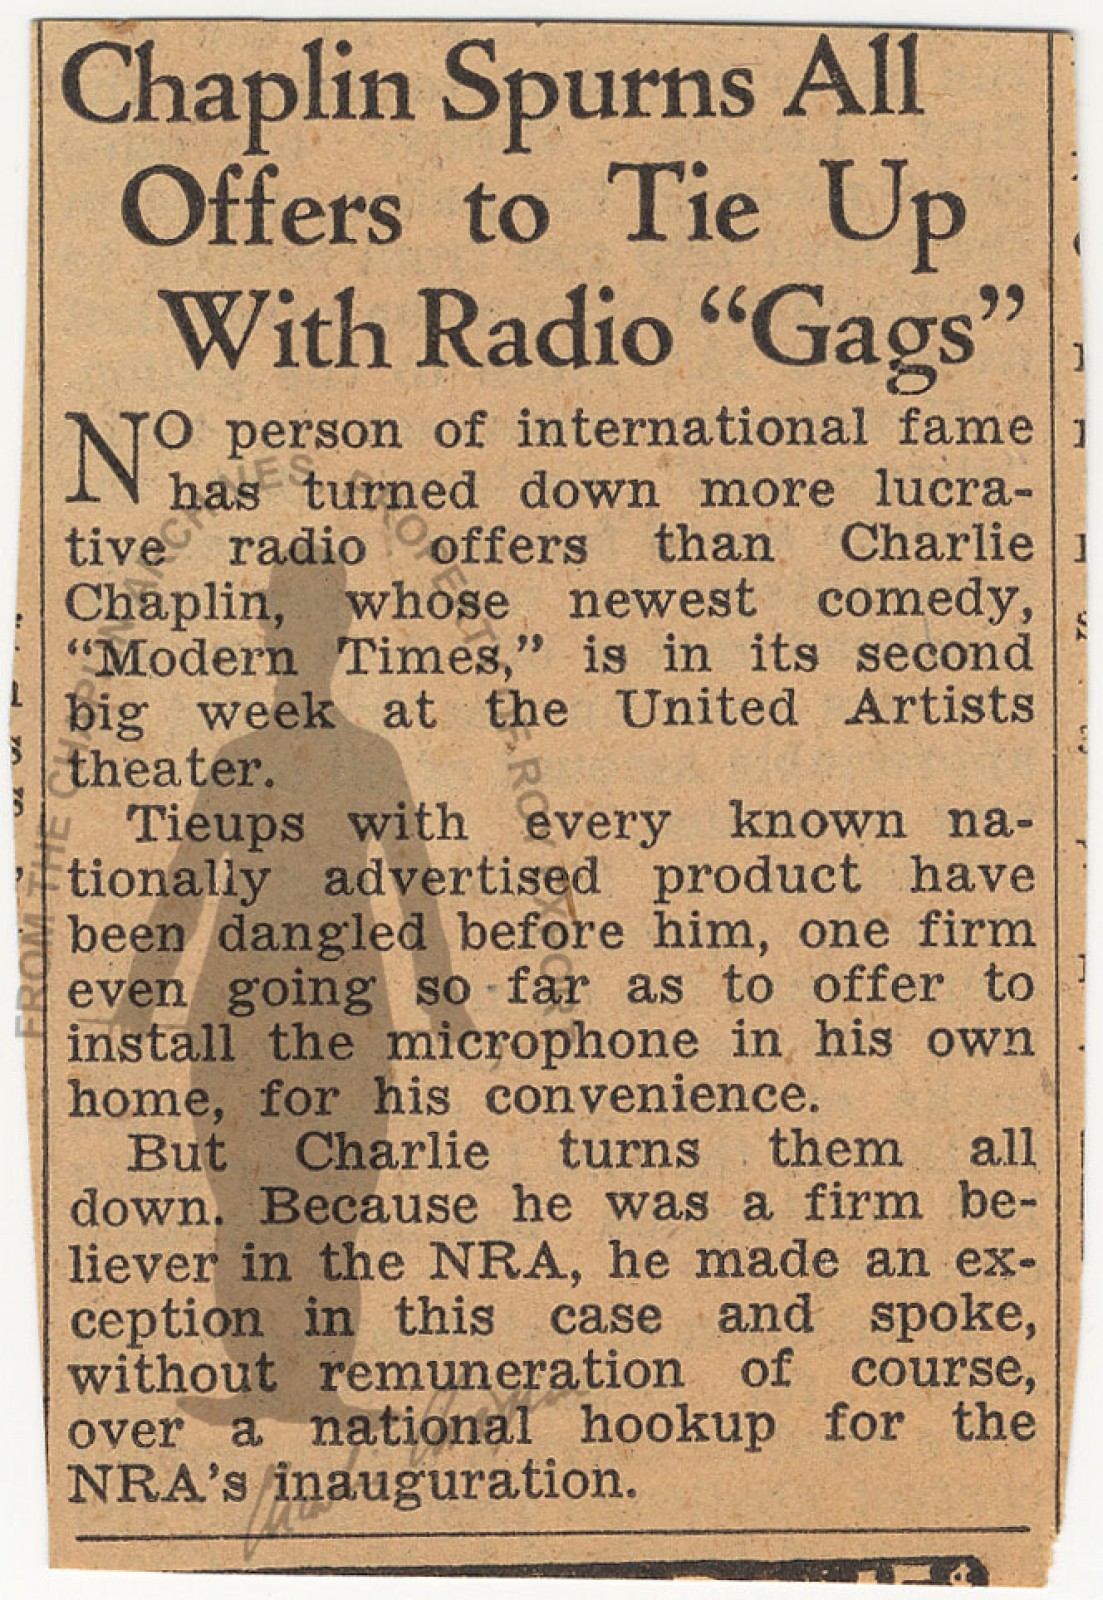 Chaplin Spurns All
Offers to Tie Up
With Radio “Gags”
NO person of international fame
has turned down more lucra-
tive radio offers than Charlie
Chaplin, whose newest comedy,
“Modern Times,” is in its second
big week at the United Artists
theater.
Tieups with every known na-
tionally advertised product have
been dangled before him, one firm
even going so far as to offer to
install the microphone in his own
home, for his convenience.
But Charlie turns them all
down. Because he was a firm be-
liever in the NRA, he made an ex-
ception in this case and spoke,
without remuneration of course,
over a national hookup for the
NRA’s inauguration.
FROM THE CHAPLIN ARCHIVES